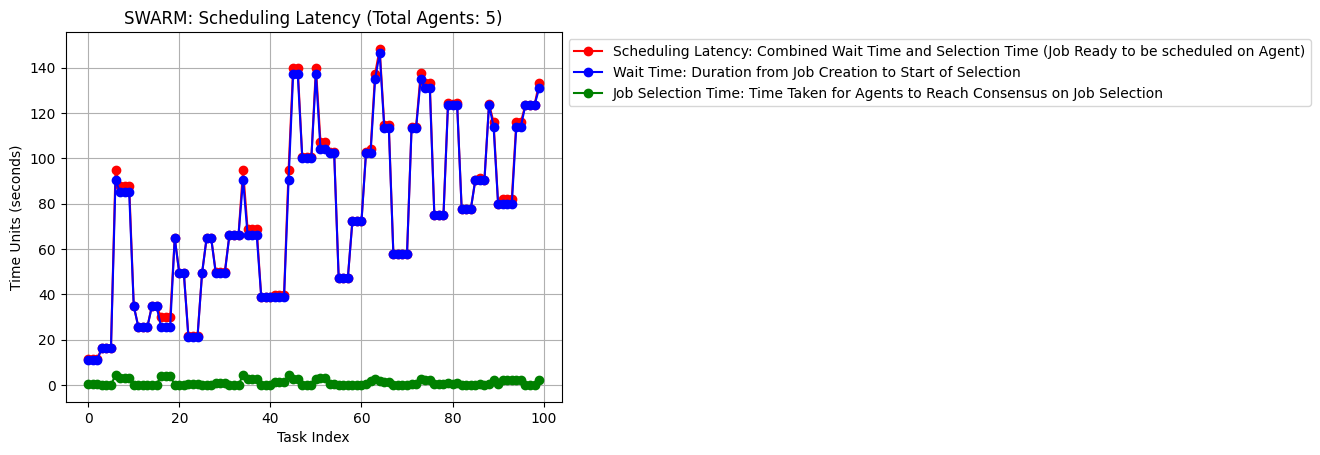 SWARM: Scheduling Latency (Total Agents: 5)
Scheduling Latency: Combined Wait Time and Selection Time (Job Ready to be scheduled on Agent)
Wait Time: Duration from Job Creation to Start of Selection
Job Selection Time: Time Taken for Agents to Reach Consensus on Job Selection
Time Units (seconds)
140
120
100
80
60
40
20
0
0 20 40 60 80 100
Task Index